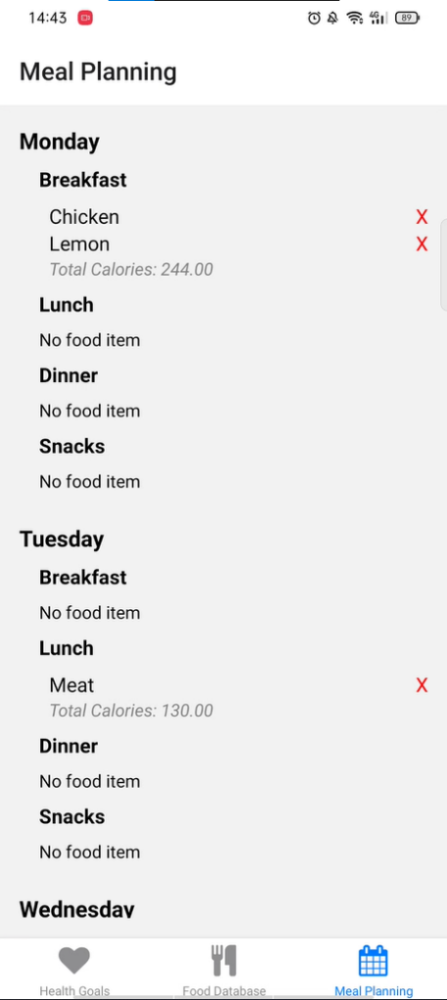 14:43
4G
89
Meal Planning
Monday
Breakfast
Chicken X
Lemon X
Total Calories: 244.00
Lunch
No food item
Dinner
No food item
Snacks
No food item
Tuesday
Breakfast
No food item
Lunch
Meat X
Total Calories: 130.00
Dinner
No food item
Snacks
No food item
Wednesday
Health Goals Food Database Meal Planning